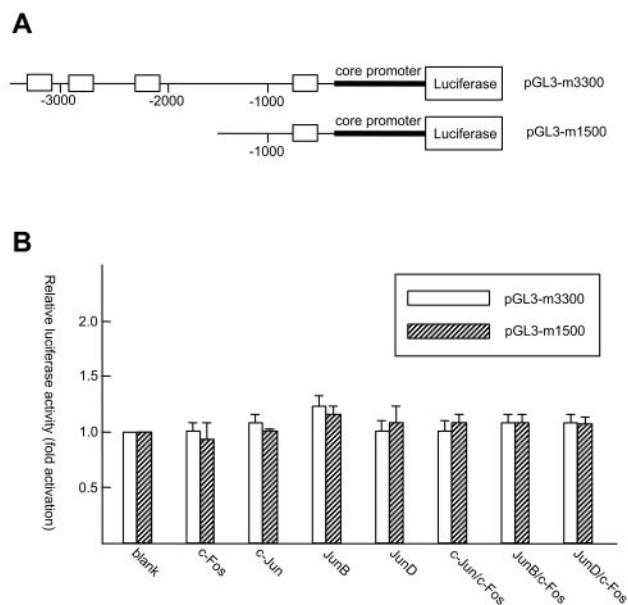 A
core promoter
Luciferase
pGL3-m3300
-3000
-2000
-1000
core promoter
Luciferase
pGL3-m1500
-1000
B
Relative luciferase activity (fold activation)
2.0
1.5
1.0
0.5
pGL3-m3300
pGL3-m1500
blank
c-Fos
c-Jun
JunB
JunD
c-Jun/c-Fos
JunB/c-Fos
JunD/c-Fos